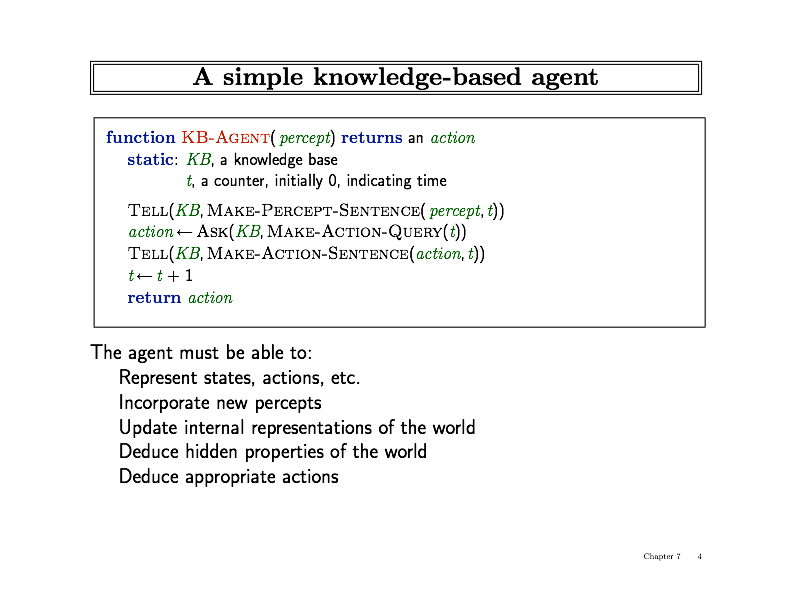 A simple knowledge-based agent
function KB-Agent( percept) returns an action
static: KB, a knowledge base
t, a counter, initially 0, indicating time
Tell(KB, Make-Percept-Sentence( percept, t))
action ← Ask(KB, Make-Action-Query(t))
Tell(KB, Make-Action-Sentence(action, t))
t ← t + 1
return action
The agent must be able to:
Represent states, actions, etc.
Incorporate new percepts
Update internal representations of the world
Deduce hidden properties of the world
Deduce appropriate actions
Chapter 7 4